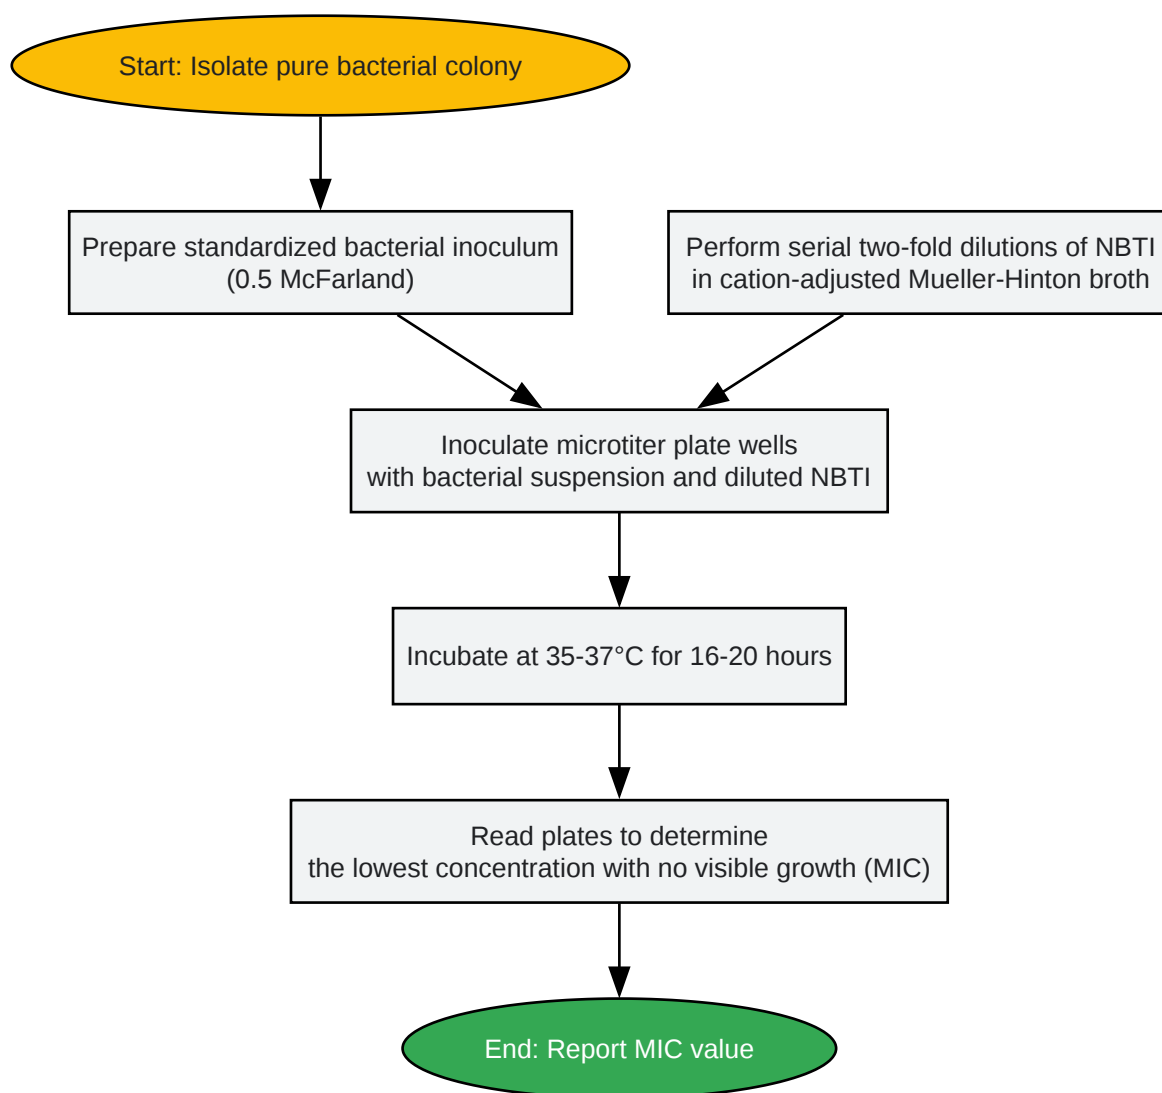 Start: Isolate pure bacterial colony
Prepare standardized bacterial inoculum
(0.5 McFarland)
Perform serial two-fold dilutions of NBTI
in cation-adjusted Mueller-Hinton broth
Inoculate microtiter plate wells
with bacterial suspension and diluted NBTI
Incubate at 35-37°C for 16-20 hours
Read plates to determine
the lowest concentration with no visible growth (MIC)
End: Report MIC value